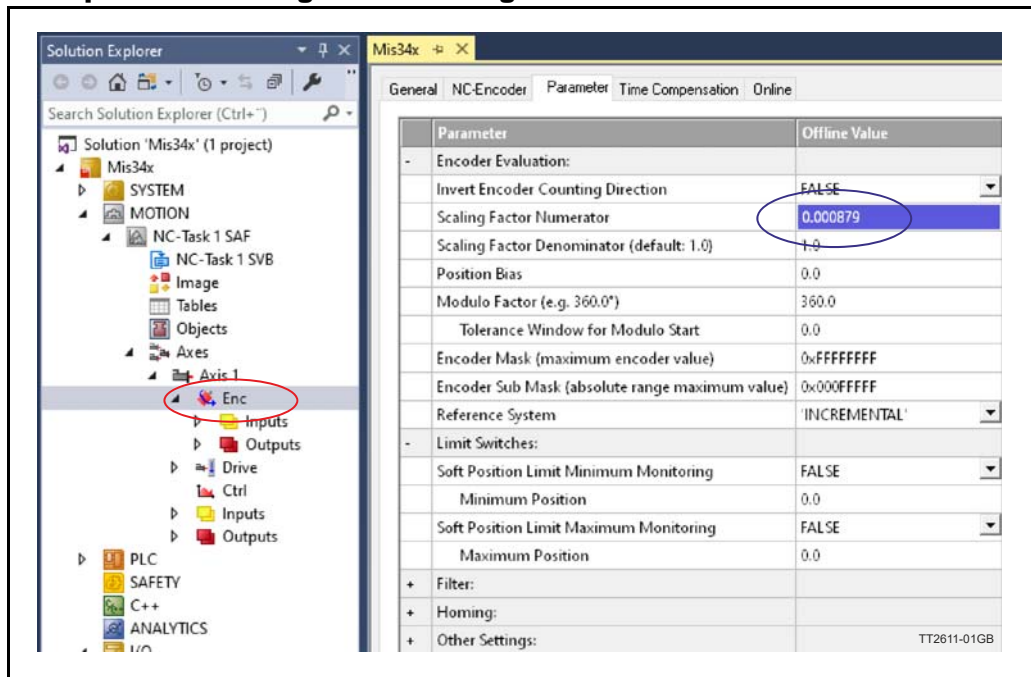 Solution Explorer
Search Solution Explorer (Ctrl+¨)
Solution 'Mis34x' (1 project)
Mis34x
SYSTEM
MOTION
NC-Task 1 SAF
NC-Task 1 SVB
Image
Tables
Objects
Axes
Axis 1
Enc
Inputs
Outputs
Drive
Ctrl
Inputs
Outputs
PLC
SAFETY
C++
ANALYTICS
I/O
Mis34x
General NC-Encoder Parameter Time Compensation Online
Parameter Offline Value
- Encoder Evaluation:
Invert Encoder Counting Direction FALSE
Scaling Factor Numerator 0.000879
Scaling Factor Denominator (default: 1.0) 1.0
Position Bias 0.0
Modulo Factor (e.g. 360.0°) 360.0
Tolerance Window for Modulo Start 0.0
Encoder Mask (maximum encoder value) 0xFFFFFFFF
Encoder Sub Mask (absolute range maximum value) 0x000FFFFF
Reference System 'INCREMENTAL'
- Limit Switches:
Soft Position Limit Minimum Monitoring FALSE
Minimum Position 0.0
Soft Position Limit Maximum Monitoring FALSE
Maximum Position 0.0
+ Filter:
+ Homing:
+ Other Settings:
TT2611-01GB